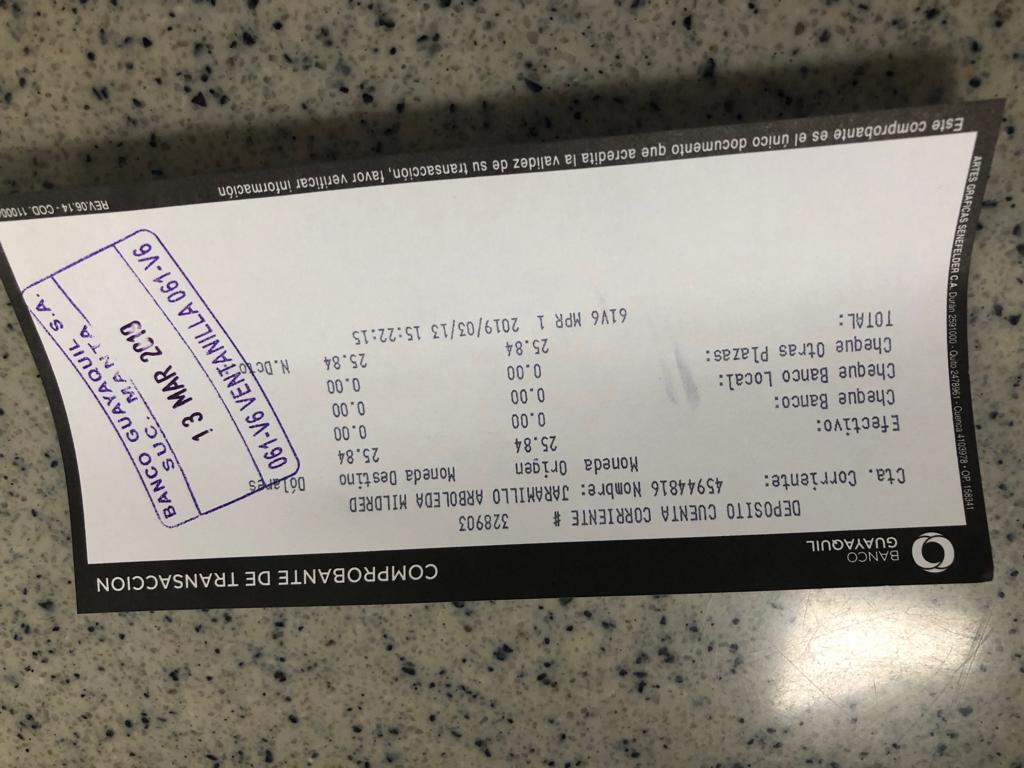 BANCO
GUAYAQUIL
COMPROBANTE DE TRANSACCION
DEPOSITO CUENTA CORRIENTE # 328903
Cta. Corriente: 45944816 Nombre: JARAMILLO ARBOLEDA MILDRED
Moneda Origen Moneda Destino Dólares
Efectivo: 25.84 25.84
Cheque Banco: 0.00 0.00
Cheque Banco Local: 0.00 0.00
Cheque Otras Plazas: 0.00 0.00
TOTAL: 25.84 25.84 N.Dcto
61V6 MPR 1 2019/03/13 15:22:15
BANCO GUAYAQUIL S.A.
SUC. MANTA
13 MAR 2019
061-V6 VENTANILLA 061-V6
Este comprobante es el único documento que acredita la validez de su transacción, favor verificar información
REV.06.14 - COD. 11000
ARTES GRAFICAS SENEFELDER C.A. Durán 2591000 - Quito 2478961 - Cuenca 4103978 - OP. 158341